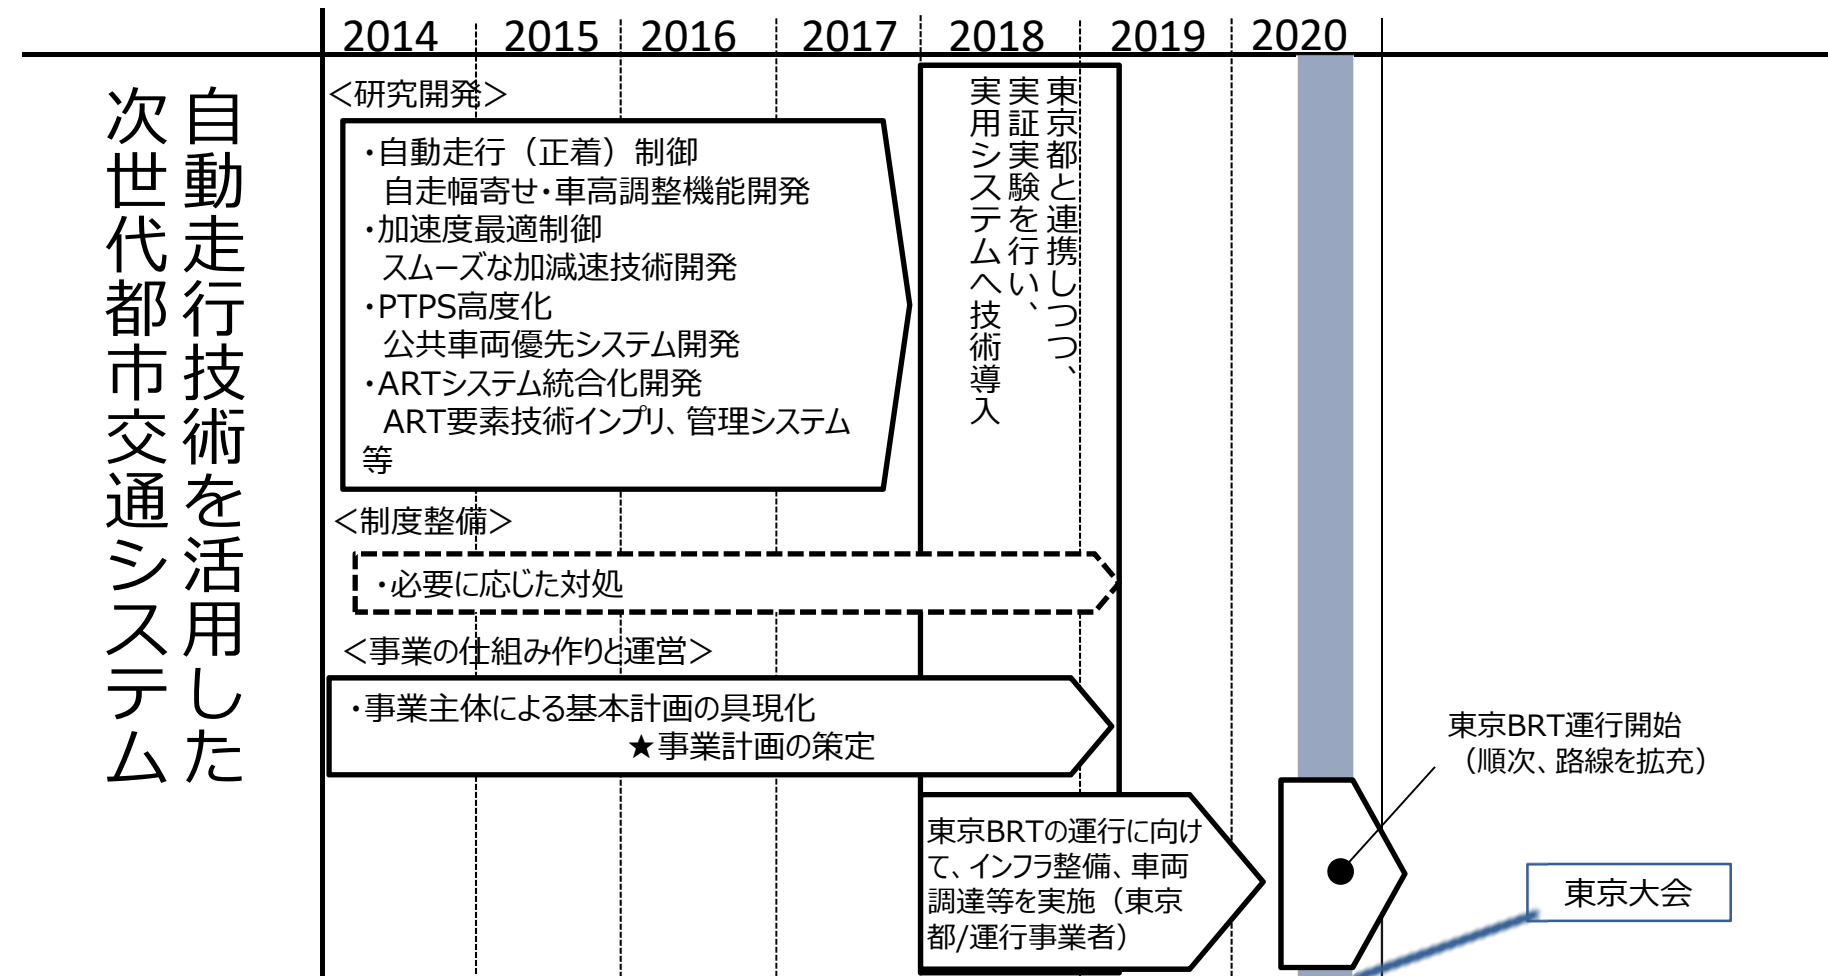 2014 2015 2016 2017 2018 2019 2020
自動走行技術を活用した
次世代都市交通システム
＜研究開発＞
・自動走行（正着）制御
自走幅寄せ・車高調整機能開発
・加速度最適制御
スムーズな加減速技術開発
・PTPS高度化
公共車両優先システム開発
・ARTシステム統合化開発
ART要素技術インプリ、管理システム
等
東京都と連携しつつ、
実証実験を行い、
実用システムへ技術導入
＜制度整備＞
・必要に応じた対処
＜事業の仕組み作りと運営＞
・事業主体による基本計画の具現化
★事業計画の策定
東京BRTの運行に向け
て、インフラ整備、車両
調達等を実施（東京
都/運行事業者）
東京BRT運行開始
（順次、路線を拡充）
東京大会